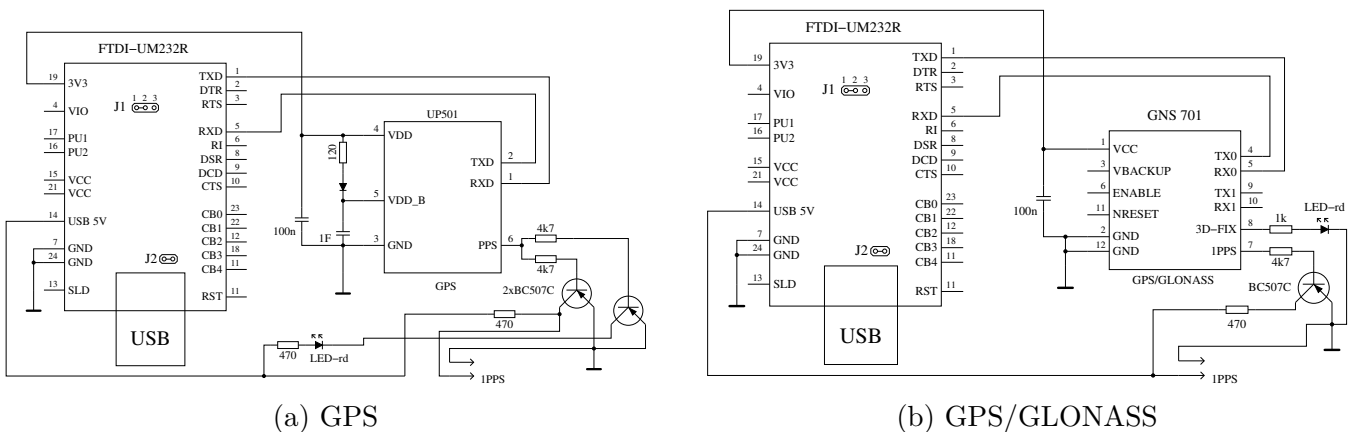 FTDI−UM232R
19 3V3
4 VIO
17 PU1
16 PU2
15 VCC
21 VCC
14 USB 5V
7 GND
24 GND
13 SLD
J1 1 2 3
J2
USB
TXD 1
DTR 2
RTS 3
RXD 5
RI 6
DSR 8
DCD 9
CTS 10
CB0 23
CB1 22
CB2 12
CB3 18
CB4 11
RST 11
100n
120
1F
UP501
4 VDD
5 VDD_B
3 GND
TXD 2
RXD 1
PPS 6
GPS
4k7
4k7
2xBC507C
470
470
LED−rd
1PPS
(a) GPS
FTDI−UM232R
19 3V3
4 VIO
17 PU1
16 PU2
15 VCC
21 VCC
14 USB 5V
7 GND
24 GND
13 SLD
J1 1 2 3
J2
USB
TXD 1
DTR 2
RTS 3
RXD 5
RI 6
DSR 8
DCD 9
CTS 10
CB0 23
CB1 22
CB2 12
CB3 18
CB4 11
RST 11
100n
GNS 701
1 VCC
3 VBACKUP
6 ENABLE
11 NRESET
2 GND
12 GND
TX0 4
RX0 5
TX1 9
RX1 10
3D−FIX 8
1PPS 7
GPS/GLONASS
1k
LED−rd
4k7
BC507C
470
1PPS
(b) GPS/GLONASS